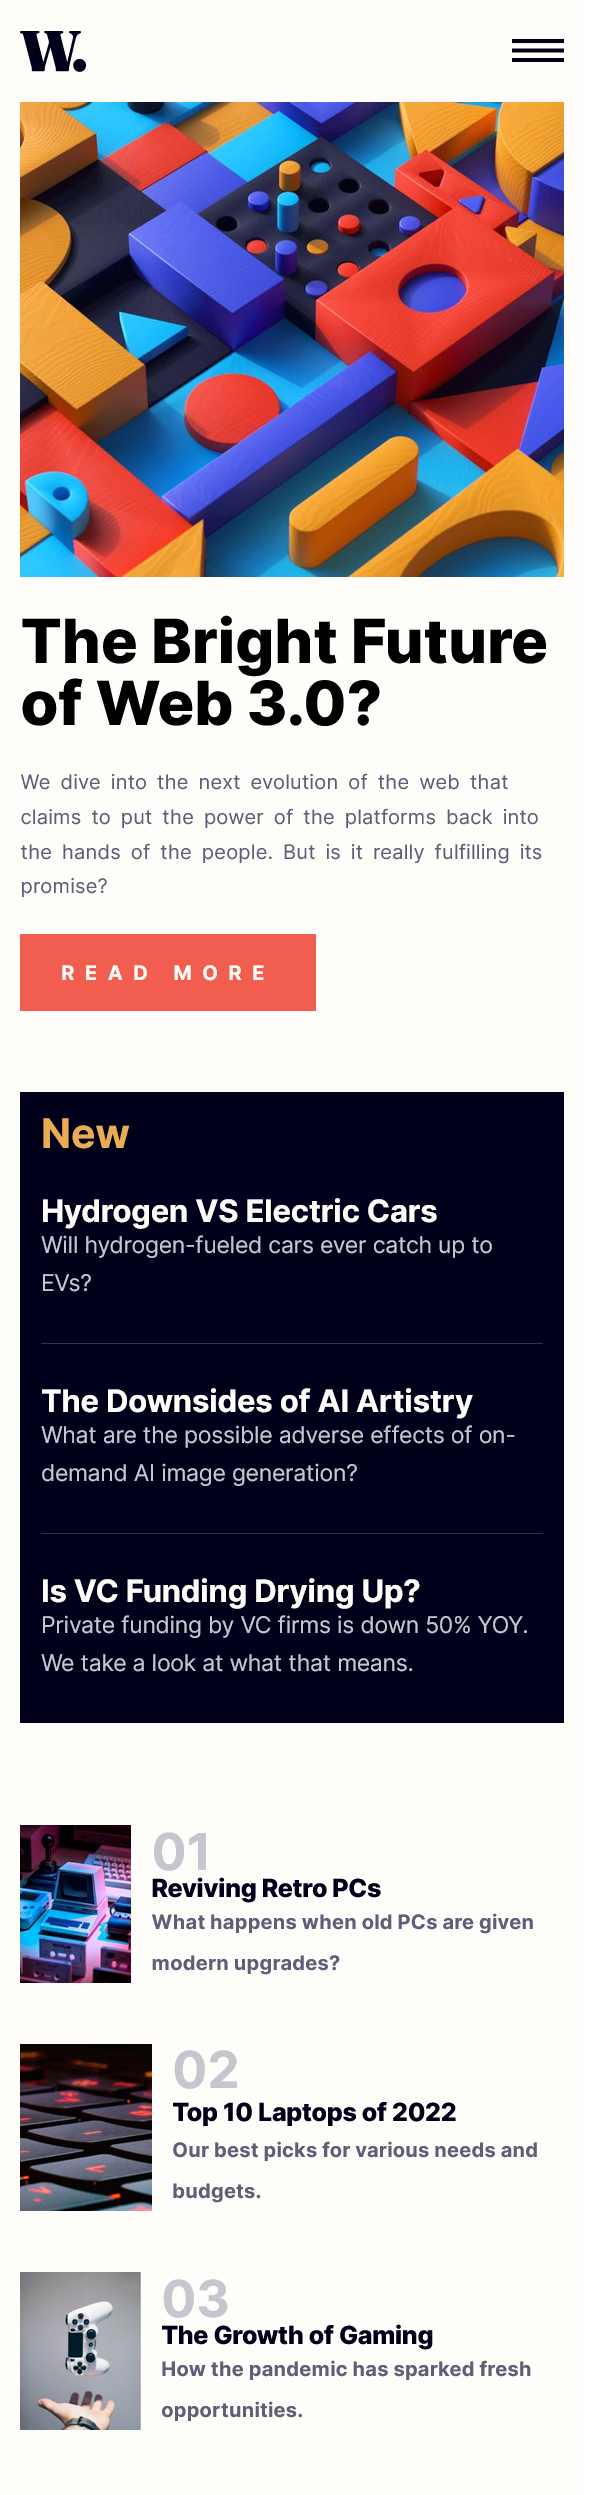 W.
The Bright Future
of Web 3.0?
We dive into the next evolution of the web that
claims to put the power of the platforms back into
the hands of the people. But is it really fulfilling its
promise?
READ MORE
New
Hydrogen VS Electric Cars
Will hydrogen-fueled cars ever catch up to
EVs?
The Downsides of AI Artistry
What are the possible adverse effects of on-
demand AI image generation?
Is VC Funding Drying Up?
Private funding by VC firms is down 50% YOY.
We take a look at what that means.
01
Reviving Retro PCs
What happens when old PCs are given
modern upgrades?
02
Top 10 Laptops of 2022
Our best picks for various needs and
budgets.
03
The Growth of Gaming
How the pandemic has sparked fresh
opportunities.